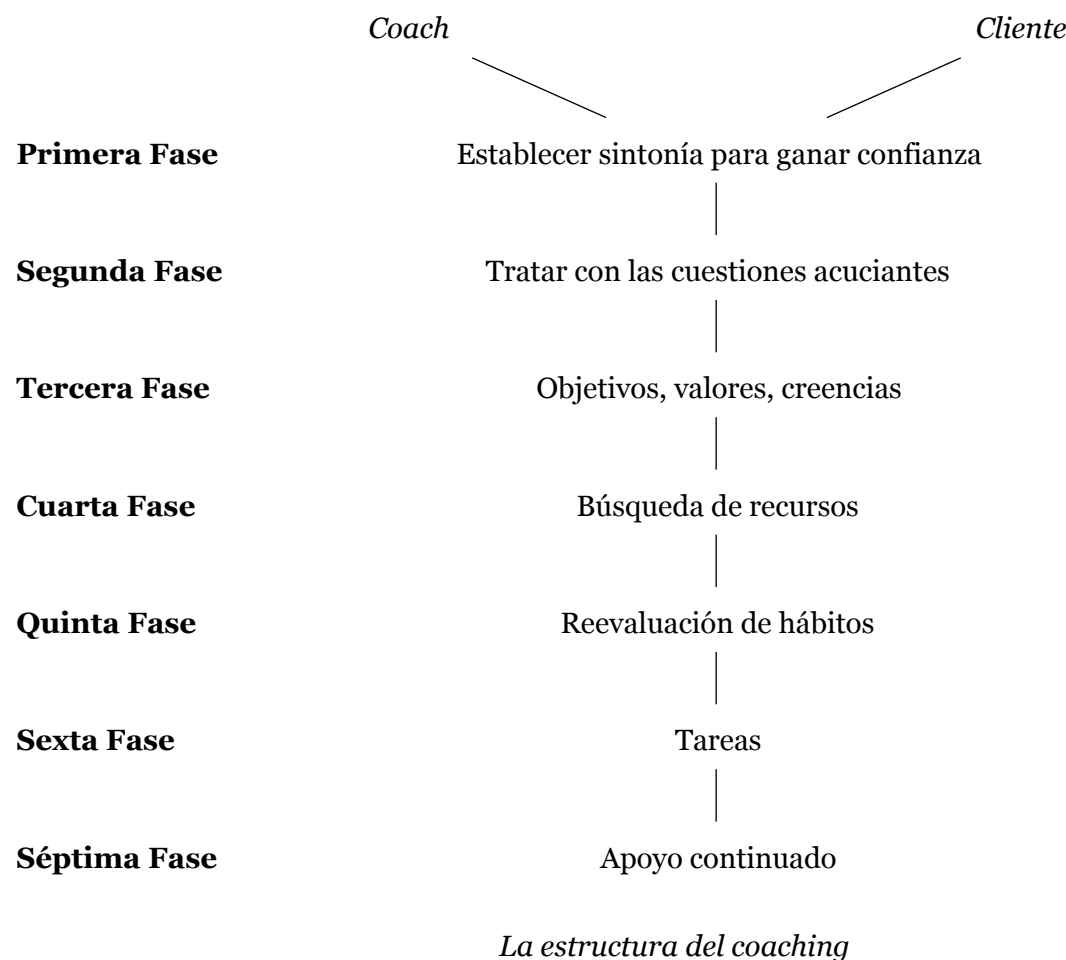 Coach Cliente
Primera Fase Establecer sintonía para ganar confianza
Segunda Fase Tratar con las cuestiones acuciantes
Tercera Fase Objetivos, valores, creencias
Cuarta Fase Búsqueda de recursos
Quinta Fase Reevaluación de hábitos
Sexta Fase Tareas
Séptima Fase Apoyo continuado
La estructura del coaching